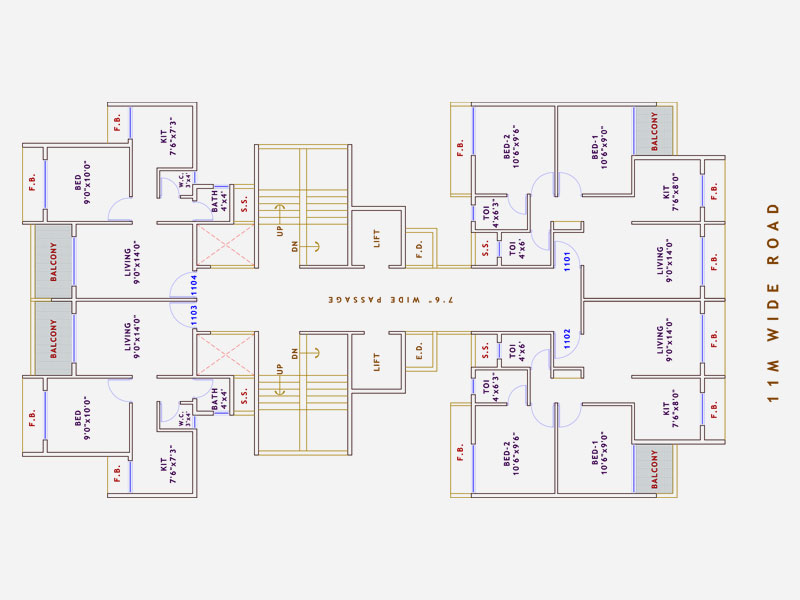 F.B.
KIT
7'6"x7'3"
F.B.
BED
9'0"x10'0"
W.C.
3'x4'
BATH
4'x4'
S.S.
BALCONY
LIVING
9'0"x14'0"
1104
UP
DN
LIFT
F.D.
F.B.
BED-2
10'6"x9'6"
BED-1
10'6"x9'0"
BALCONY
KIT
7'6"x8'0"
F.B.
TOI
4'x6'3"
S.S.
TOI
4'x6'
1101
LIVING
9'0"x14'0"
F.B.
7'6" WIDE PASSAGE
11M WIDE ROAD
BALCONY
LIVING
9'0"x14'0"
1103
UP
DN
LIFT
E.D.
S.S.
TOI
4'x6'
1102
LIVING
9'0"x14'0"
F.B.
F.B.
BED
9'0"x10'0"
W.C.
3'x4'
BATH
4'x4'
S.S.
TOI
4'x6'3"
KIT
7'6"x8'0"
F.B.
F.B.
KIT
7'6"x7'3"
F.B.
BED-2
10'6"x9'6"
BED-1
10'6"x9'0"
BALCONY